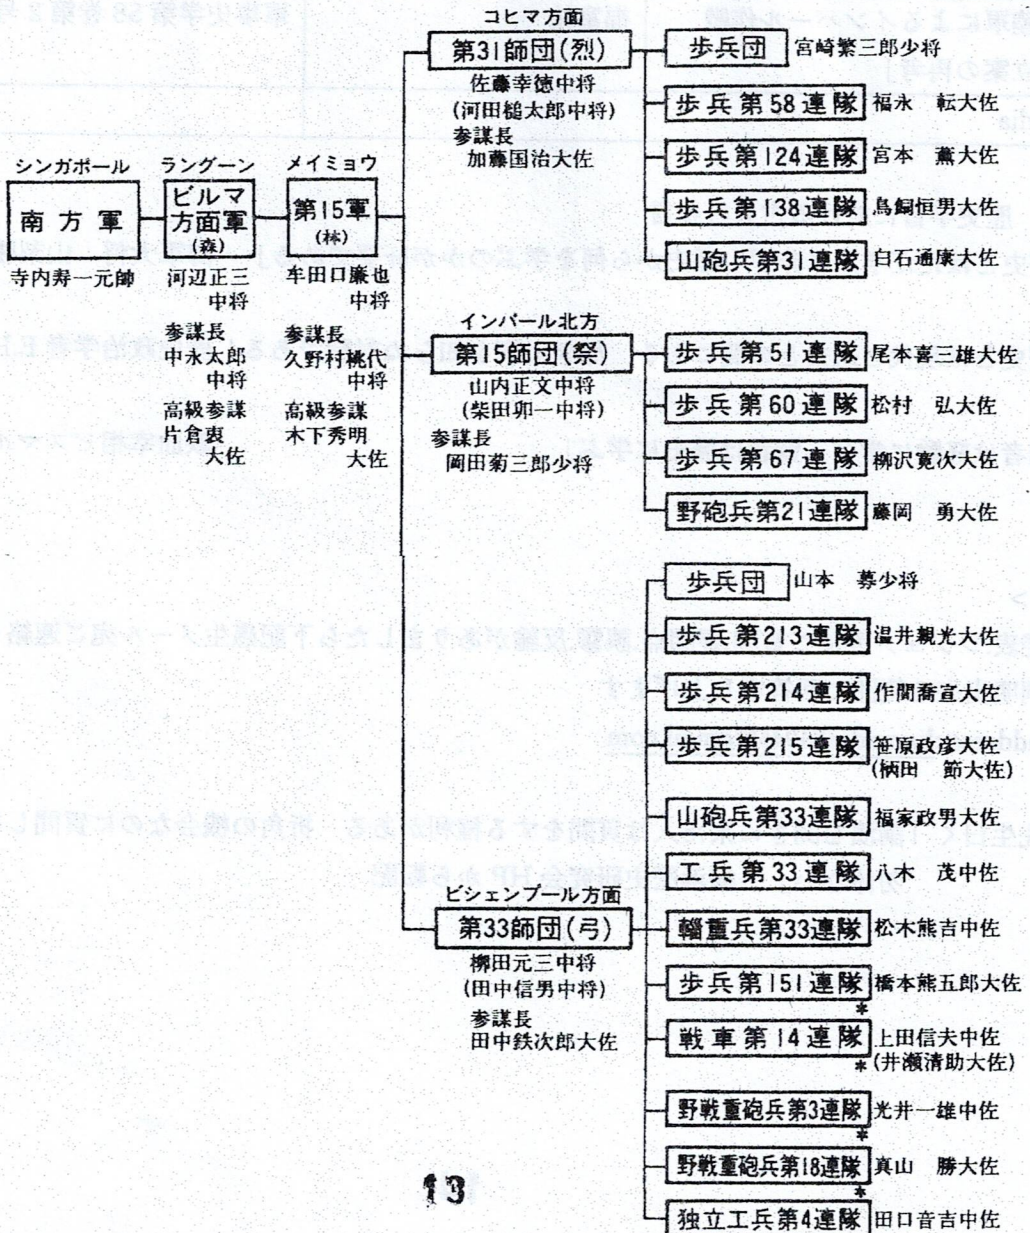 シンガポール
南方軍
寺内寿一元帥
ラングーン
ビルマ
方面軍
(森)
河辺正三
中将
参謀長
中永太郎
中将
高級参謀
片倉衷
大佐
メイミョウ
第15軍
(林)
牟田口廉也
中将
参謀長
久野村桃代
中将
高級参謀
木下秀明
大佐
コヒマ方面
第31師団(烈)
佐藤幸徳中将
(河田槌太郎中将)
参謀長
加藤国治大佐
歩兵団 宮崎繁三郎少将
歩兵第58連隊 福永 転大佐
歩兵第124連隊 宮本 薫大佐
歩兵第138連隊 鳥飼恒男大佐
山砲兵第31連隊 白石通康大佐
インパール北方
第15師団(祭)
山内正文中将
(柴田卯一中将)
参謀長
岡田菊三郎少将
歩兵第51連隊 尾本喜三雄大佐
歩兵第60連隊 松村 弘大佐
歩兵第67連隊 柳沢寛次大佐
野砲兵第21連隊 藤岡 勇大佐
ビシェンプール方面
第33師団(弓)
柳田元三中将
(田中信男中将)
参謀長
田中鉄次郎大佐
歩兵団 山本 募少将
歩兵第213連隊 温井親光大佐
歩兵第214連隊 作間喬宜大佐
歩兵第215連隊 笹原政彦大佐
(柄田 節大佐)
山砲兵第33連隊 福家政男大佐
工兵第33連隊 八木 茂中佐
輜重兵第33連隊 松木熊吉中佐
歩兵第151連隊 橋本熊五郎大佐
*
戦車第14連隊 上田信夫中佐
*(井瀬清助大佐)
野戦重砲兵第3連隊 光井一雄中佐
*
野戦重砲兵第18連隊 真山 勝大佐
*
独立工兵第4連隊 田口音吉中佐
13